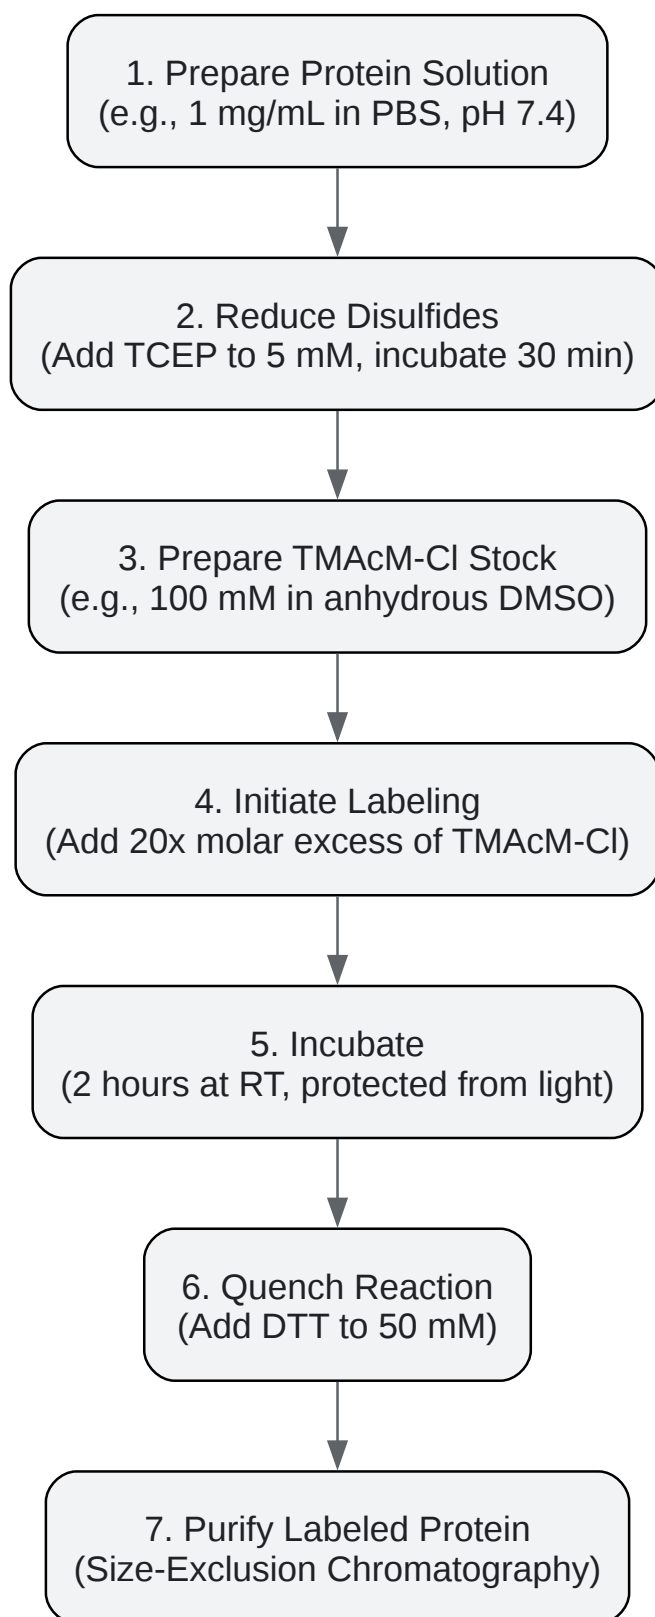 1. Prepare Protein Solution
(e.g., 1 mg/mL in PBS, pH 7.4)
2. Reduce Disulfides
(Add TCEP to 5 mM, incubate 30 min)
3. Prepare TMAcM-Cl Stock
(e.g., 100 mM in anhydrous DMSO)
4. Initiate Labeling
(Add 20x molar excess of TMAcM-Cl)
5. Incubate
(2 hours at RT, protected from light)
6. Quench Reaction
(Add DTT to 50 mM)
7. Purify Labeled Protein
(Size-Exclusion Chromatography)